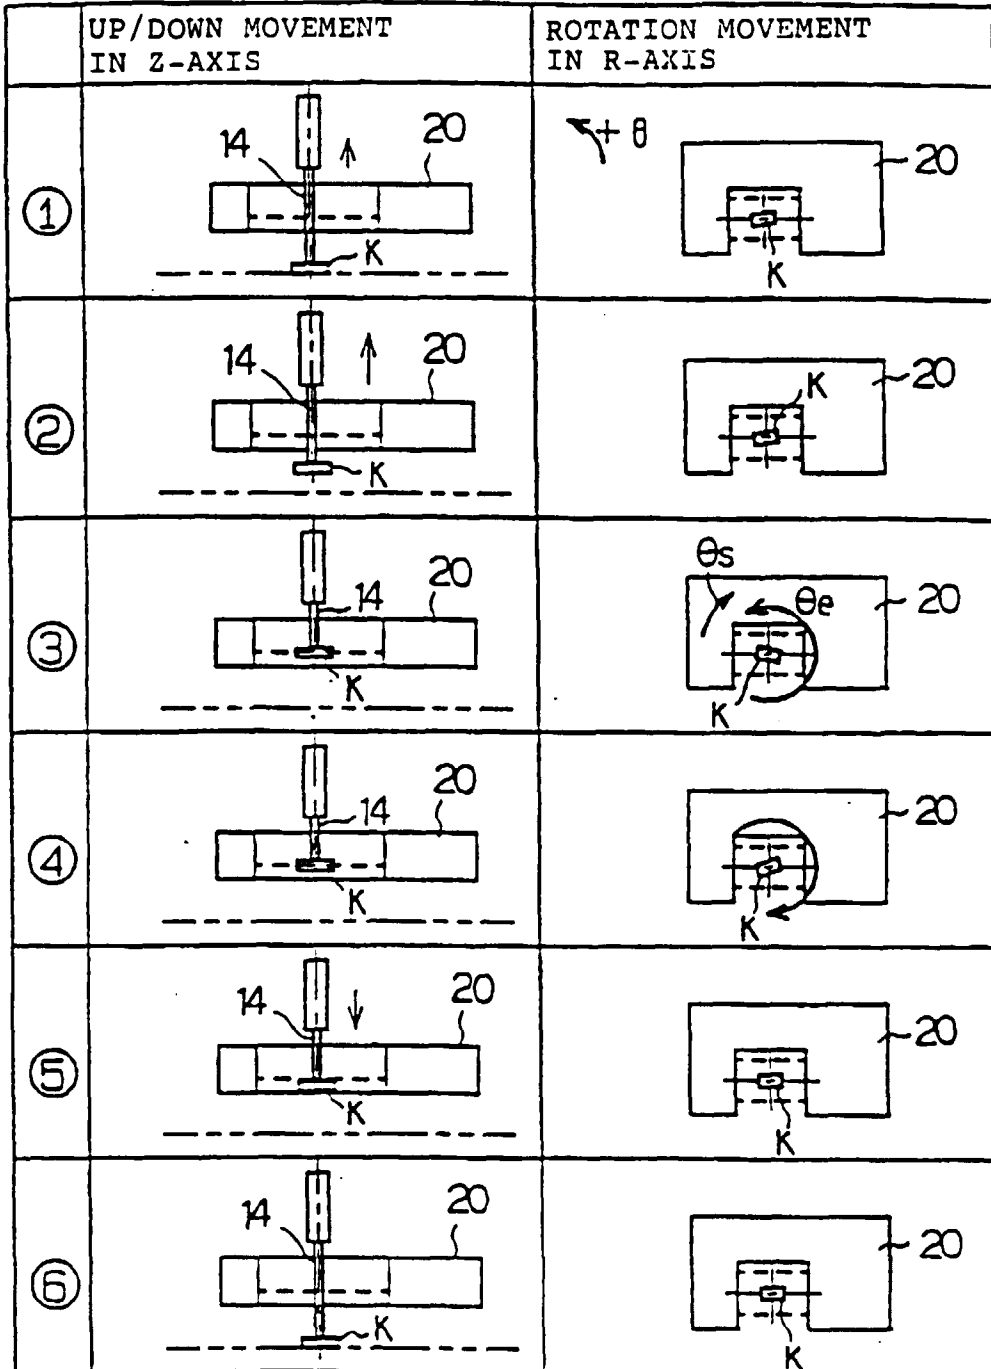 UP/DOWN MOVEMENT
IN Z-AXIS
ROTATION MOVEMENT
IN R-AXIS
①
14
20
K
+ θ
20
K
②
14
20
K
20
K
③
14
20
K
θs
θe
20
K
④
14
20
K
20
K
⑤
14
20
K
20
K
⑥
14
20
K
20
K